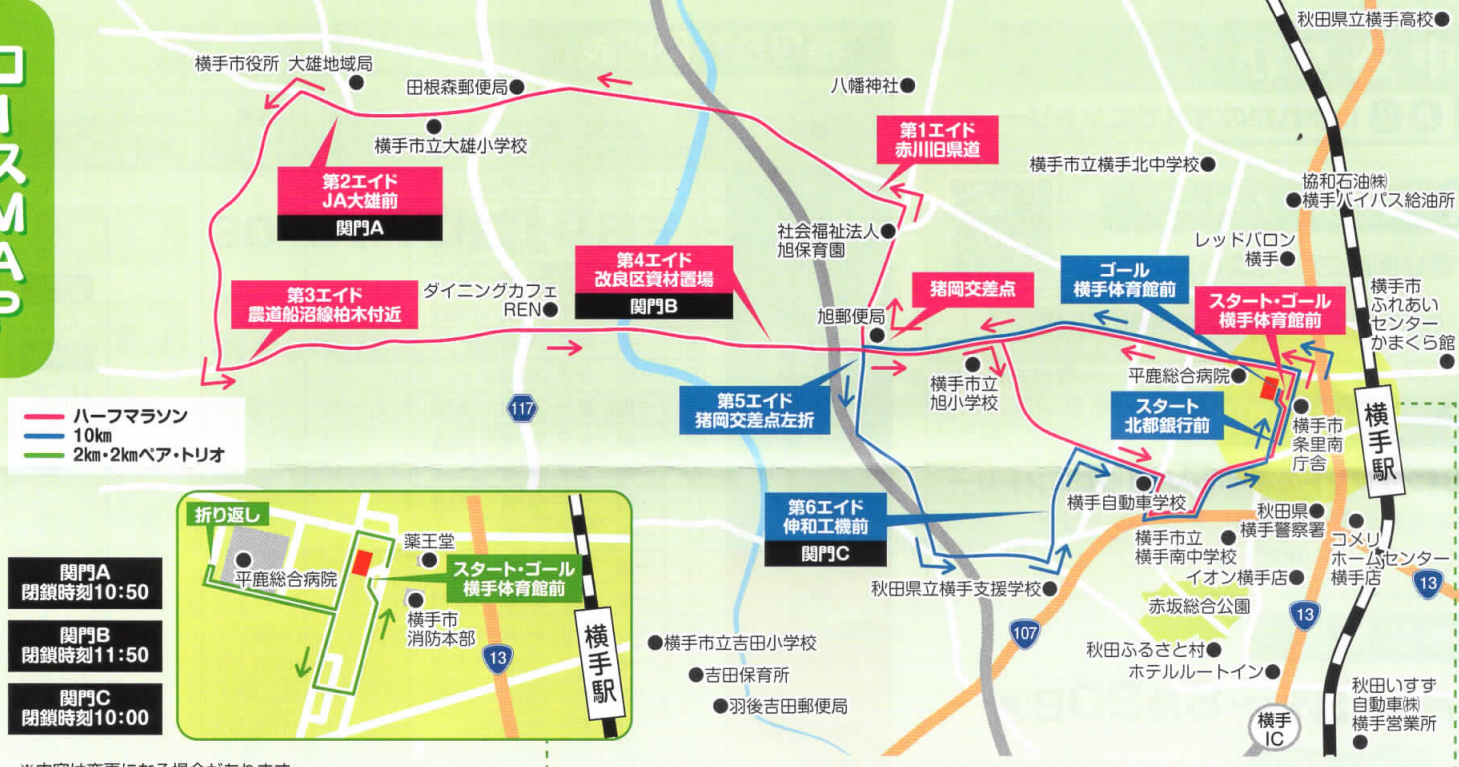 コースMAP
秋田県立横手高校
横手市役所 大雄地域局
田根森郵便局
八幡神社
横手市立大雄小学校
第1エイド
赤川旧県道
横手市立横手北中学校
協和石油㈱
横手バイパス給油所
第2エイド
JA大雄前
関門A
社会福祉法人
旭保育園
レッドバロン
横手
第4エイド
改良区資材置場
関門B
ゴール
横手体育館前
横手市
ふれあい
センター
かまくら館
第3エイド
農道船沼線柏木付近
ダイニングカフェ
REN
猪岡交差点
スタート・ゴール
横手体育館前
旭郵便局
平鹿総合病院
横手市立
旭小学校
第5エイド
猪岡交差点左折
スタート
北都銀行前
117
横手市
条里南
庁舎
横手駅
ハーフマラソン
10km
2km・2kmペア・トリオ
横手自動車学校
第6エイド
伸和工機前
関門C
秋田県
横手警察署
横手市立
横手南中学校
コメリ
ホームセンター
横手店
イオン横手店
13
秋田県立横手支援学校
赤坂総合公園
13
107
秋田ふるさと村
ホテルルートイン
横手
IC
秋田いすゞ
自動車㈱
横手営業所
横手市立吉田小学校
吉田保育所
羽後吉田郵便局
折り返し
平鹿総合病院
薬王堂
スタート・ゴール
横手体育館前
横手市
消防本部
13
横手駅
関門A
閉鎖時刻10:50
関門B
閉鎖時刻11:50
関門C
閉鎖時刻10:00